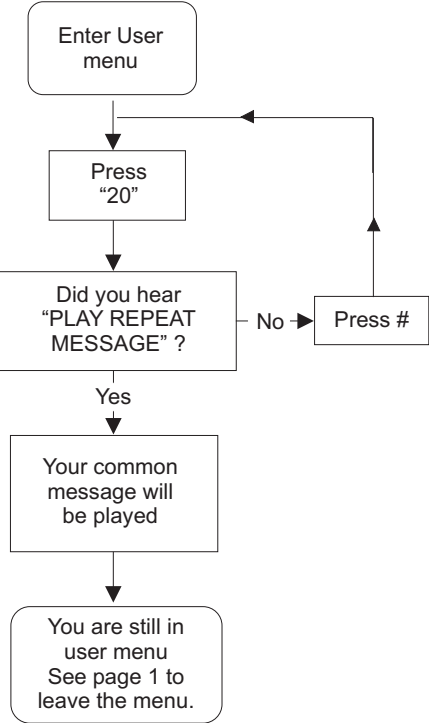 Enter User
menu
Press
“20”
Did you hear
“PLAY REPEAT
MESSAGE” ?
No
Press #
Yes
Your common
message will
be played
You are still in
user menu
See page 1 to
leave the menu.